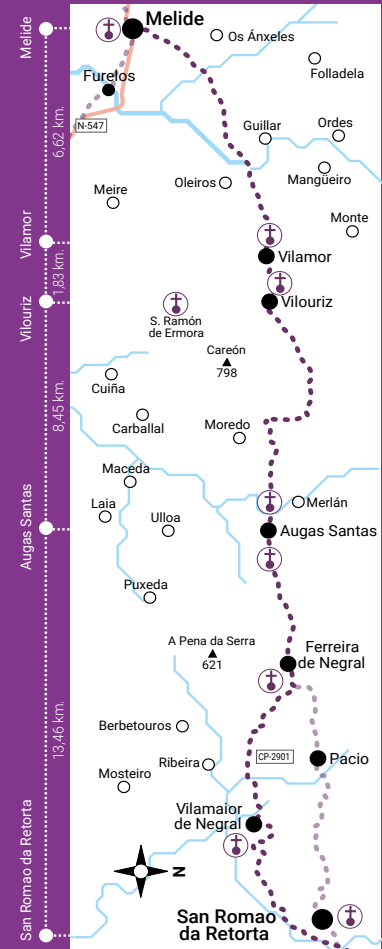 Melide
6,62 km.
Vilamor
1,83 km.
Vilouriz
8,45 km.
Augas Santas
13,46 km.
San Romao da Retorta
Melide
Os Ánxeles
Folladela
Furelos
N-547
Guillar
Ordes
Oleiros
Mangüeiro
Meire
Monte
Vilamor
Vilouriz
S. Ramón
de Ermora
Careón
798
Cuiña
Carballal
Moredo
Maceda
Laia
Ulloa
Merlán
Augas Santas
Puxeda
A Pena da Serra
621
Ferreira
de Negral
Berbetouros
CP-2901
Pacio
Ribeira
Mosteiro
Vilamaior
de Negral
N
San Romao
da Retorta